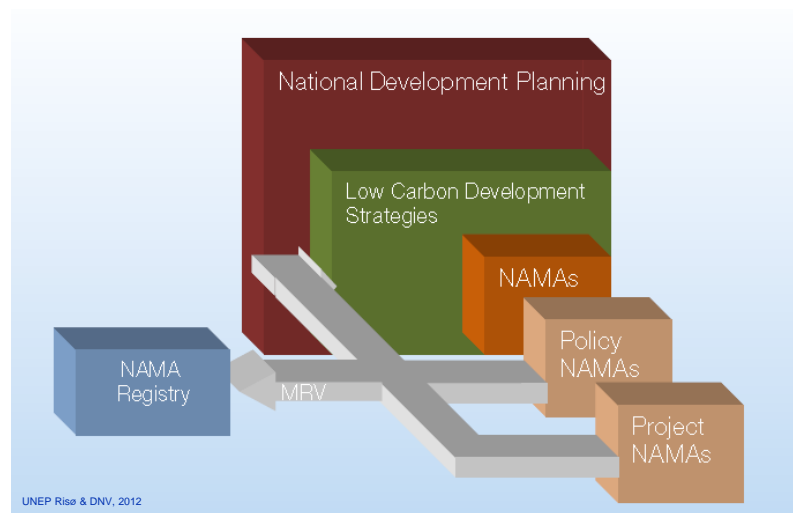 National Development Planning
Low Carbon Development
Strategies
NAMAs
Policy
NAMAs
NAMA
Registry
MRV
Project
NAMAs
UNEP Risø & DNV, 2012